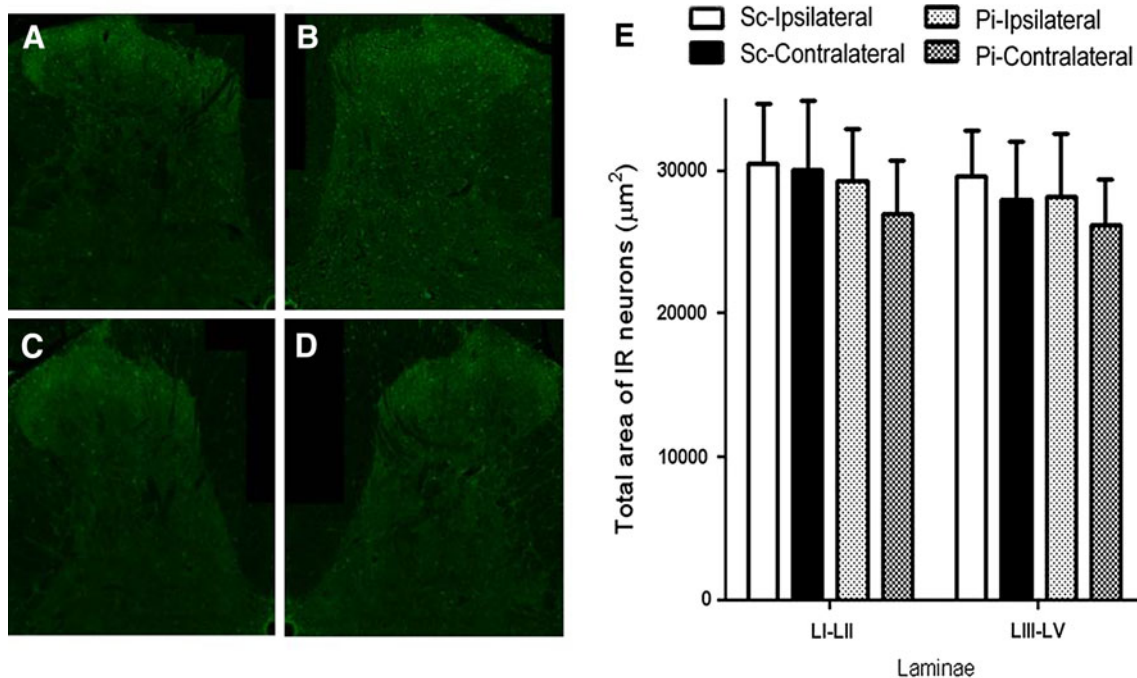 A
B
C
D
E
Sc-Ipsilateral
Pi-Ipsilateral
Sc-Contralateral
Pi-Contralateral
Total area of IR neurons (μm²)
30000
20000
10000
0
LI-LII
LIII-LV
Laminae